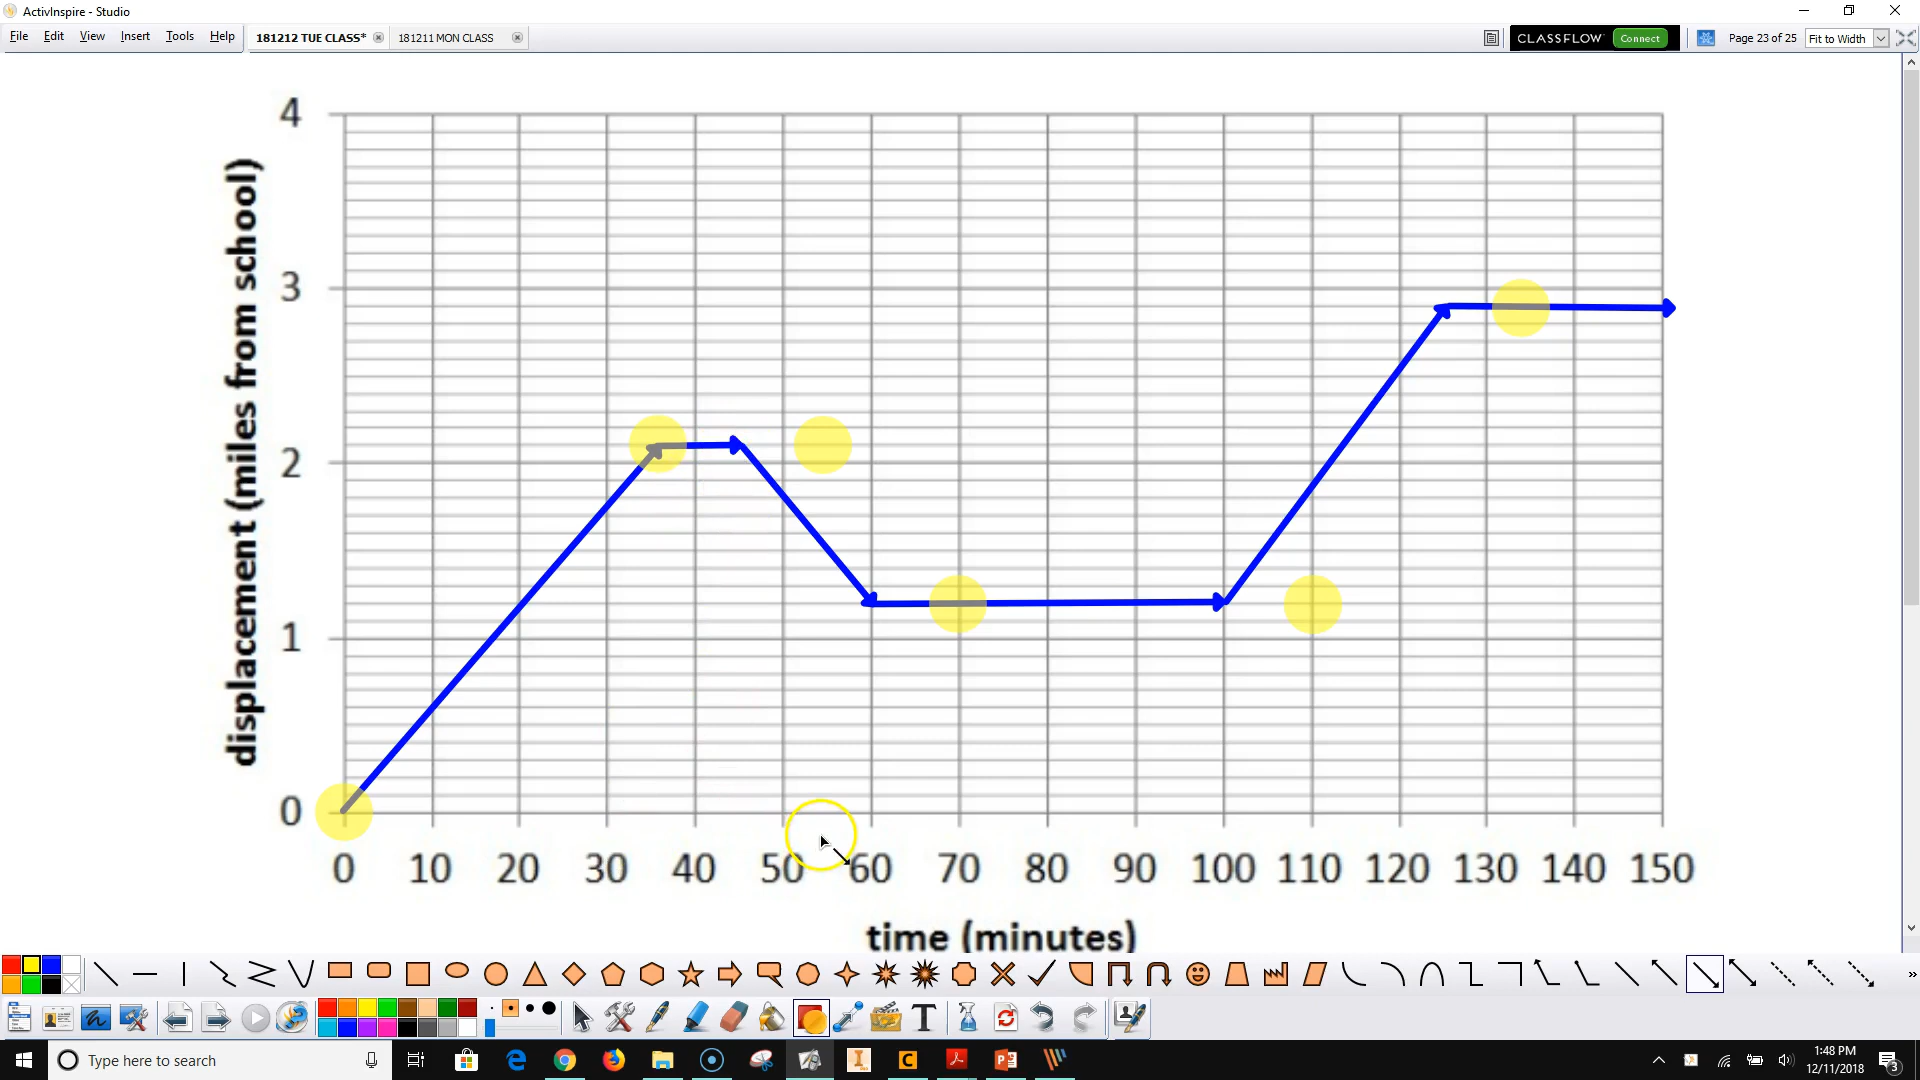 ActivInspire - Studio
File Edit View Insert Tools Help
181212 TUE CLASS* 181211 MON CLASS
CLASSFLOW Connect
Page 23 of 25
Fit to Width
displacement (miles from school)
4
3
2
1
0
0 10 20 30 40 50 60 70 80 90 100 110 120 130 140 150
time (minutes)
T
Type here to search
1:48 PM
12/11/2018
3